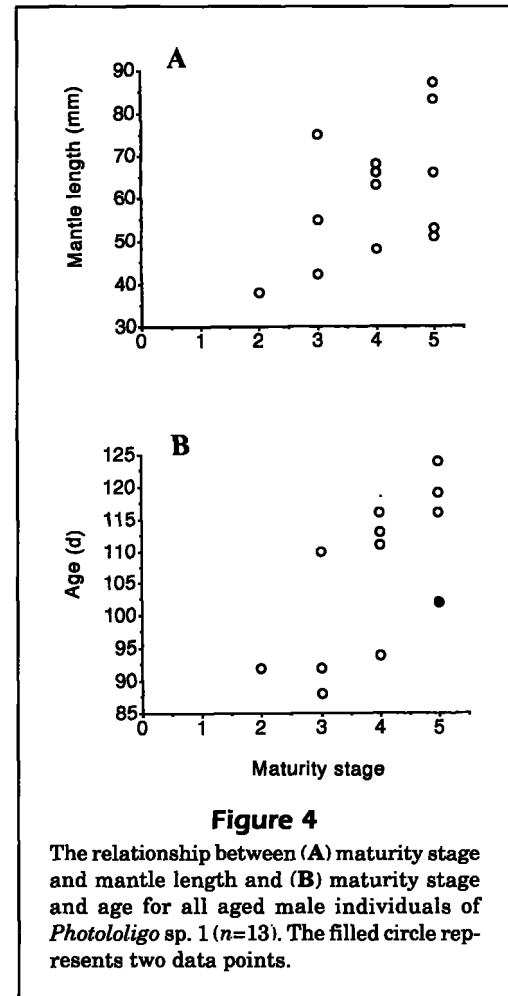 A
Mantle length (mm)
90
80
70
60
50
40
30
0 1 2 3 4 5
B
Age (d)
125
120
115
110
105
100
95
90
85
0 1 2 3 4 5
Maturity stage
Figure 4
The relationship between (A) maturity stage
and mantle length and (B) maturity stage
and age for all aged male individuals of
Photololigo sp. 1 (n=13). The filled circle rep-
resents two data points.